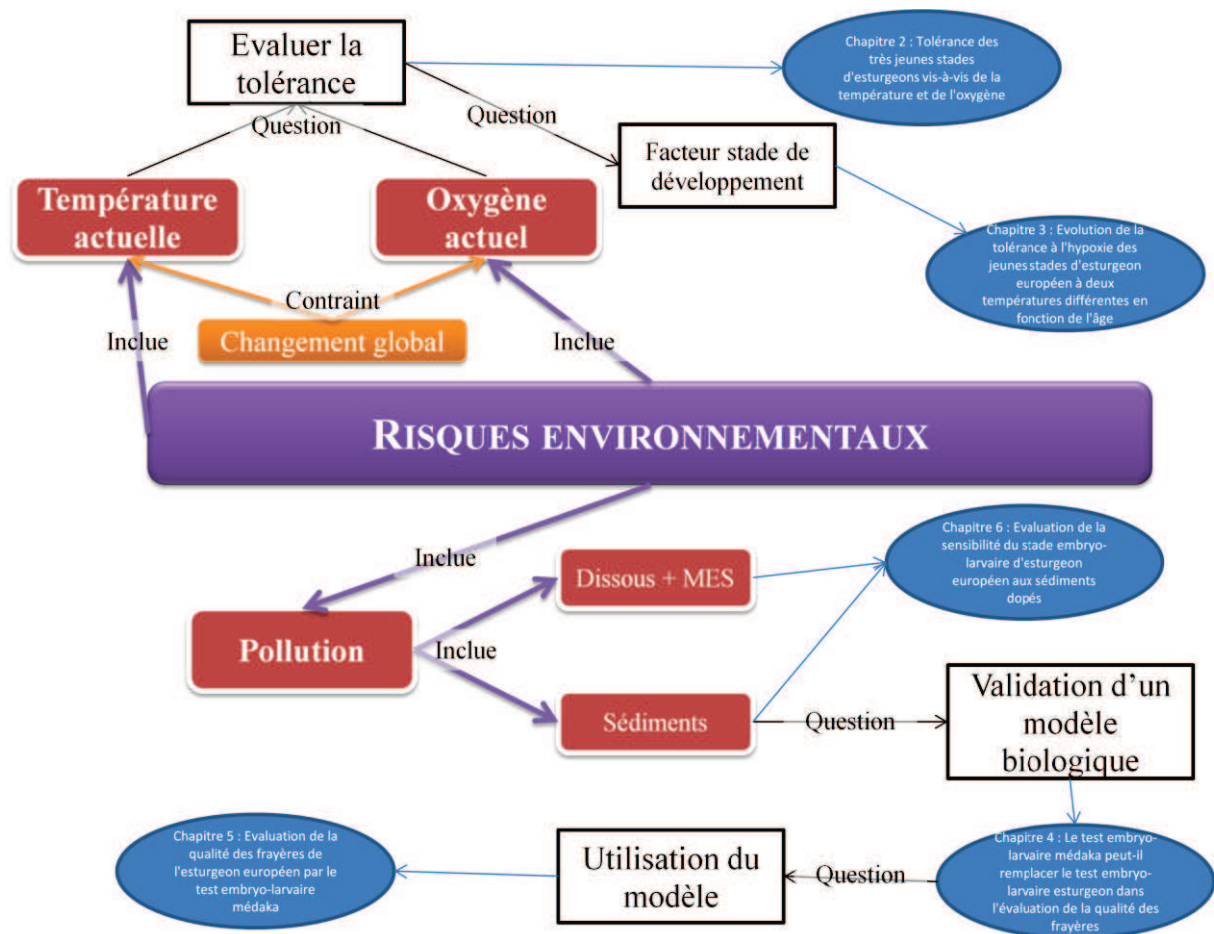 Evaluer la
tolérance
Chapitre 2 : Tolérance des
très jeunes stades
d'esturgeons vis-à-vis de la
température et de l'oxygène
Question
Question
Facteur stade de
développement
Température
actuelle
Oxygène
actuel
Chapitre 3 : Evolution de la
tolérance à l'hypoxie des
jeunes stades d'esturgeon
européen à deux
températures différentes en
fonction de l'âge
Contraint
Inclue
Changement global
Inclue
RISQUES ENVIRONNEMENTAUX
Inclue
Dissous + MES
Chapitre 6 : Evaluation de la
sensibilité du stade embryo-
larvaire d'esturgeon
européen aux sédiments
dopés
Pollution
Inclue
Sédiments
Question
Validation d’un
modèle
biologique
Chapitre 5 : Evaluation de la
qualité des frayères de
l'esturgeon européen par le
test embryo-larvaire
médaka
Utilisation du
modèle
Question
Chapitre 4 : Le test embryo-
larvaire médaka peut-il
remplacer le test embryo-
larvaire esturgeon dans
l'évaluation de la qualité des
frayères